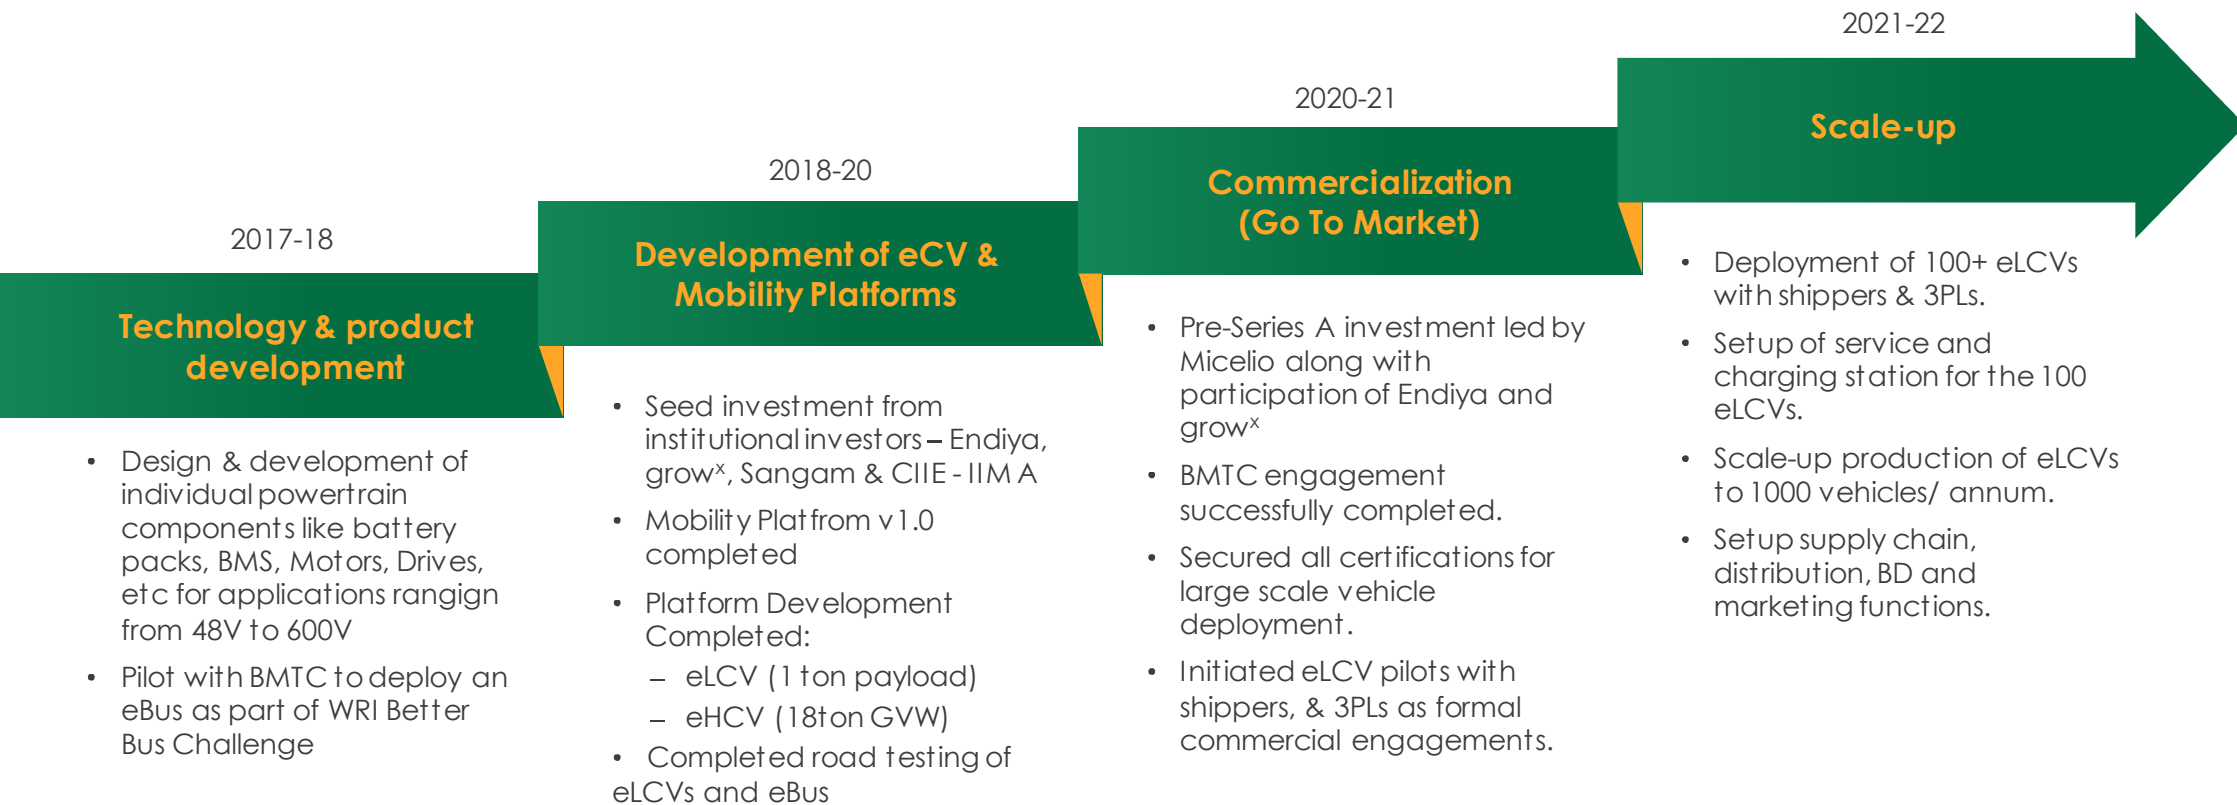 2017-18
Technology & product
development
• Design & development of
individual powertrain
components like battery
packs, BMS, Motors, Drives,
etc for applications rangign
from 48V to 600V
• Pilot with BMTC to deploy an
eBus as part of WRI Better
Bus Challenge
2018-20
Development of eCV &
Mobility Platforms
• Seed investment from
institutional investors – Endiya,
growˣ, Sangam & CIIE - IIM A
• Mobility Platfrom v1.0
completed
• Platform Development
Completed:
– eLCV (1 ton payload)
– eHCV (18ton GVW)
• Completed road testing of
eLCVs and eBus
2020-21
Commercialization
(Go To Market)
• Pre-Series A investment led by
Micelio along with
participation of Endiya and
growˣ
• BMTC engagement
successfully completed.
• Secured all certifications for
large scale vehicle
deployment.
• Initiated eLCV pilots with
shippers, & 3PLs as formal
commercial engagements.
2021-22
Scale-up
• Deployment of 100+ eLCVs
with shippers & 3PLs.
• Setup of service and
charging station for the 100
eLCVs.
• Scale-up production of eLCVs
to 1000 vehicles/ annum.
• Setup supply chain,
distribution, BD and
marketing functions.